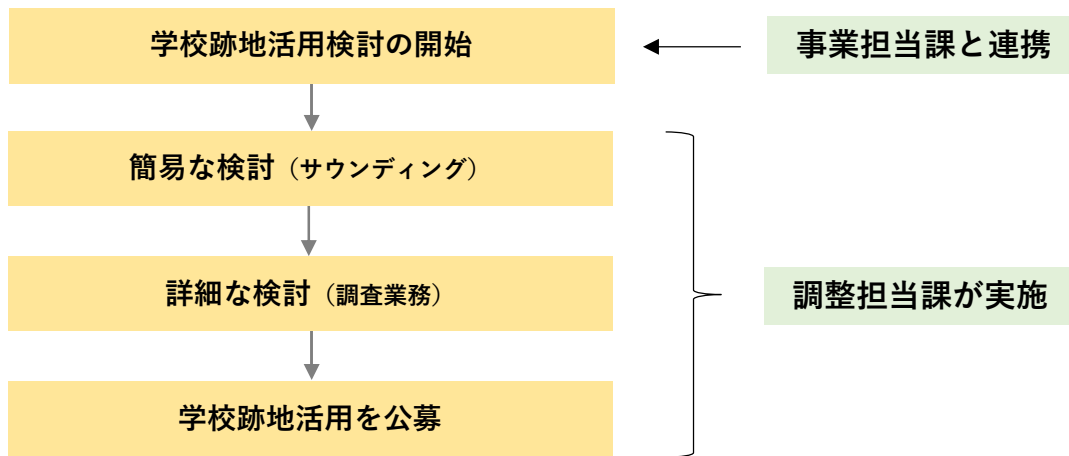 学校跡地活用検討の開始
事業担当課と連携
簡易な検討（サウンディング）
詳細な検討（調査業務）
調整担当課が実施
学校跡地活用を公募